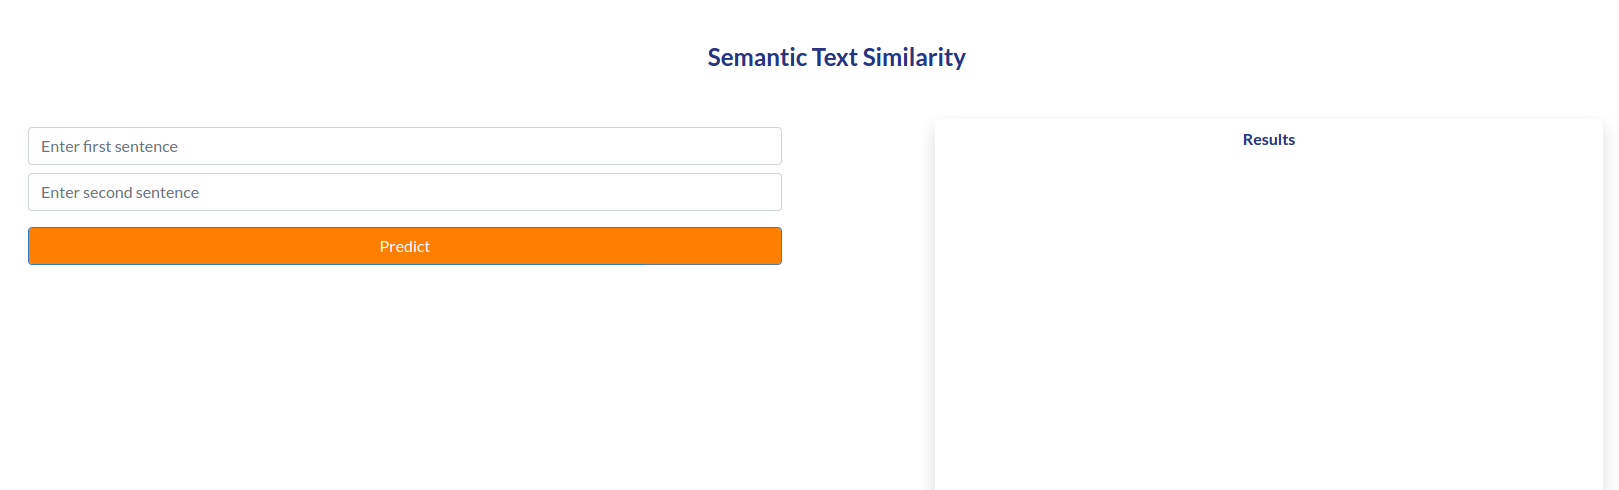 Semantic Text Similarity
Enter first sentence
Enter second sentence
Predict
Results